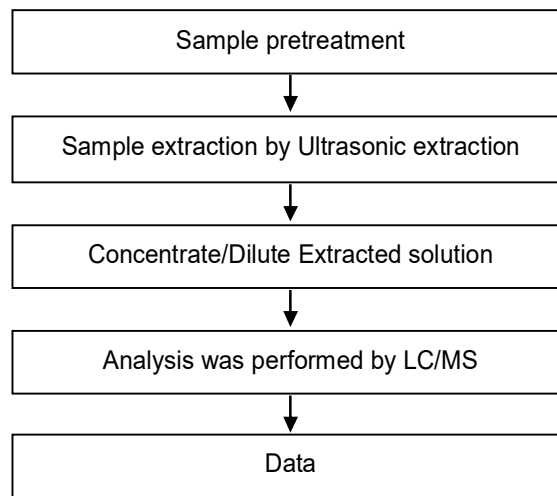 Sample pretreatment
Sample extraction by Ultrasonic extraction
Concentrate/Dilute Extracted solution
Analysis was performed by LC/MS
Data